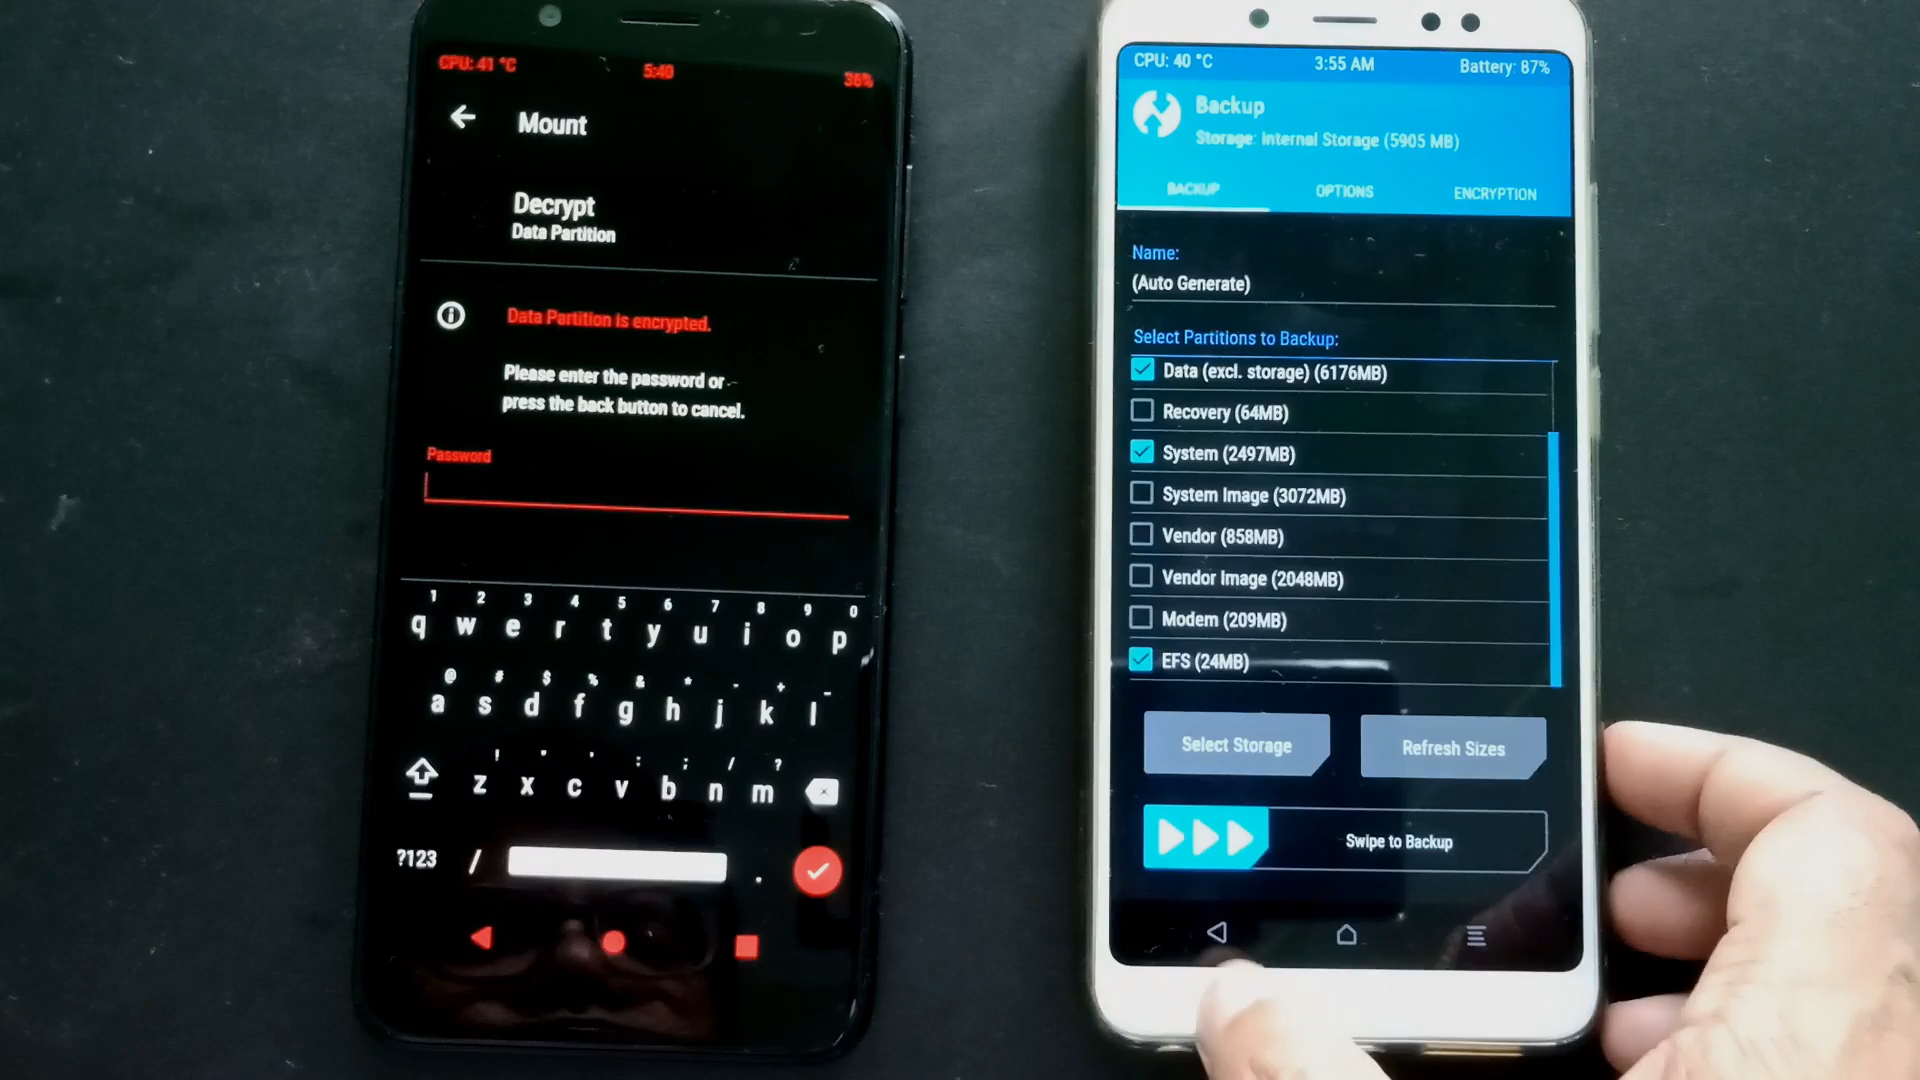 CPU: 41 °C 5:40 36%
Mount
Decrypt
Data Partition
Data Partition is encrypted.
Please enter the password or
press the back button to cancel.
Password
1 2 3 4 5 6 7 8 9 0
q w e r t y u i o p
@ # $ % & * - + _
a s d f g h j k l
! " ' : ; / ?
z x c v b n m
?123 / .
CPU: 40 °C 3:55 AM Battery: 87%
Backup
Storage: Internal Storage (5905 MB)
BACKUP OPTIONS ENCRYPTION
Name:
(Auto Generate)
Select Partitions to Backup:
Data (excl. storage) (6176MB)
Recovery (64MB)
System (2497MB)
System Image (3072MB)
Vendor (858MB)
Vendor Image (2048MB)
Modem (209MB)
EFS (24MB)
Select Storage Refresh Sizes
Swipe to Backup